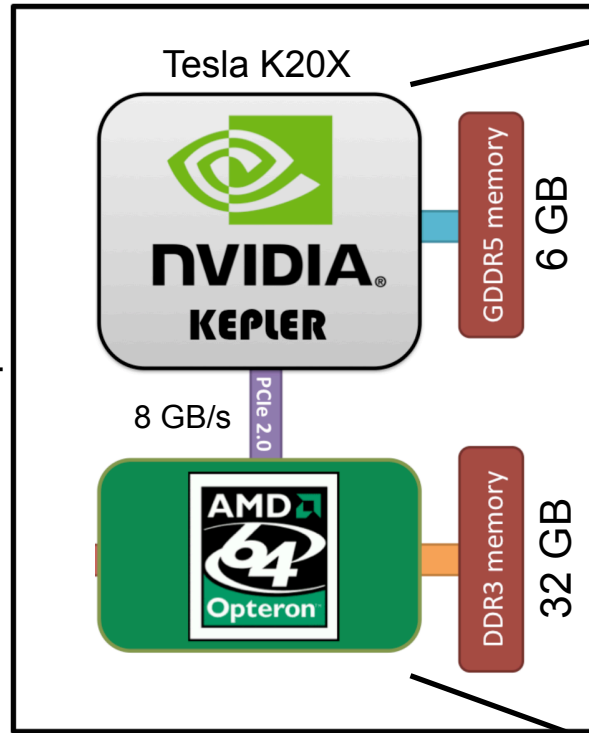 Tesla K20X
NVIDIA®
KEPLER
GDDR5 memory
6 GB
8 GB/s
PCIe 2.0
AMD
64
Opteron™
DDR3 memory
32 GB